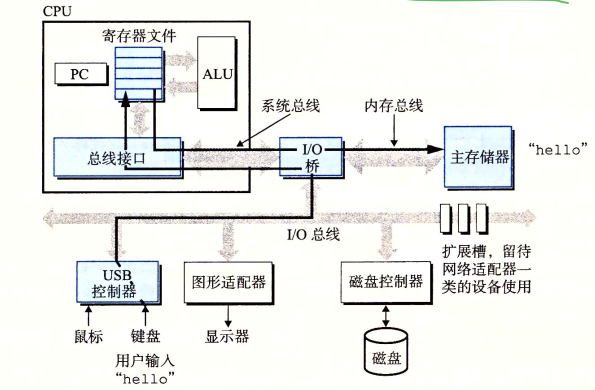 CPU
寄存器文件
PC
ALU
系统总线
内存总线
总线接口
I/O
桥
主存储器
“hello”
I/O 总线
扩展槽，留待
网络适配器一
类的设备使用
USB
控制器
图形适配器
磁盘控制器
鼠标
键盘
显示器
用户输入
“hello”
磁盘